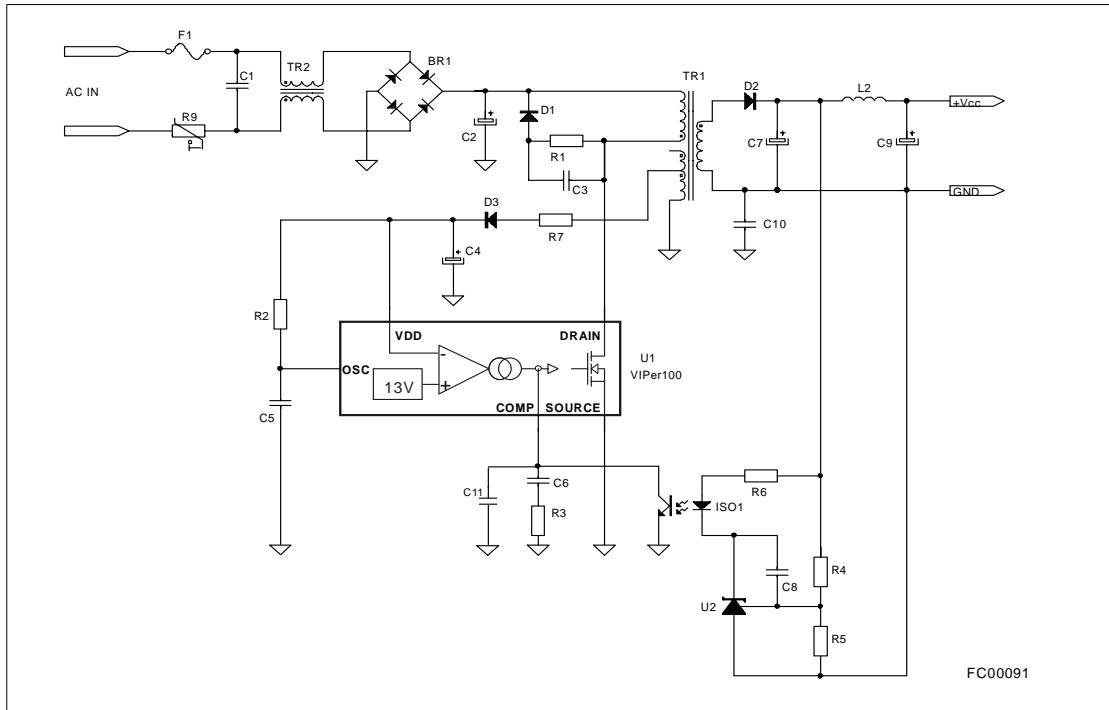 F1
BR1
TR2
TR1
D2
L2
C1
+Vcc
AC IN
D1
C2
C7
C9
R9
R1
C3
GND
D3
C10
R7
C4
R2
VDD
DRAIN
U1
VIPer100
OSC
-
13V
+
COMP SOURCE
C5
C11
C6
R6
ISO1
R3
R4
C8
U2
R5
FC00091